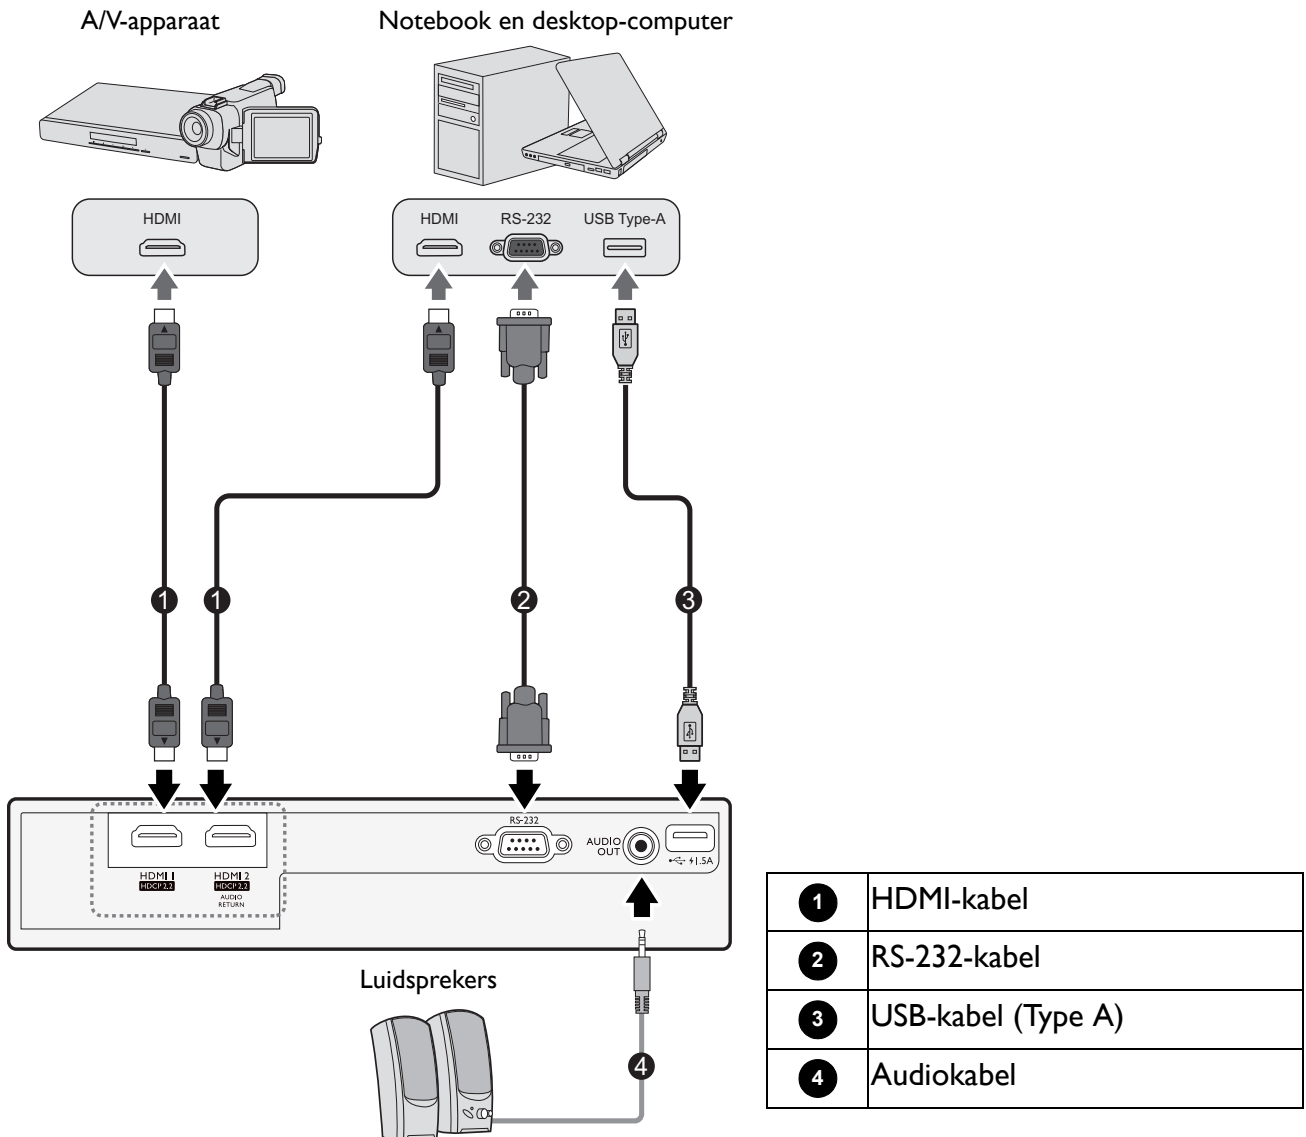 A/V-apparaat
Notebook en desktop-computer
HDMI
HDMI RS-232 USB Type-A
1 1 2 3
RS-232
AUDIO
OUT
1.5A
HDMI 1
HDCP 2.2
HDMI 2
HDCP 2.2
AUDIO
RETURN
Luidsprekers
4
1 HDMI-kabel
2 RS-232-kabel
3 USB-kabel (Type A)
4 Audiokabel